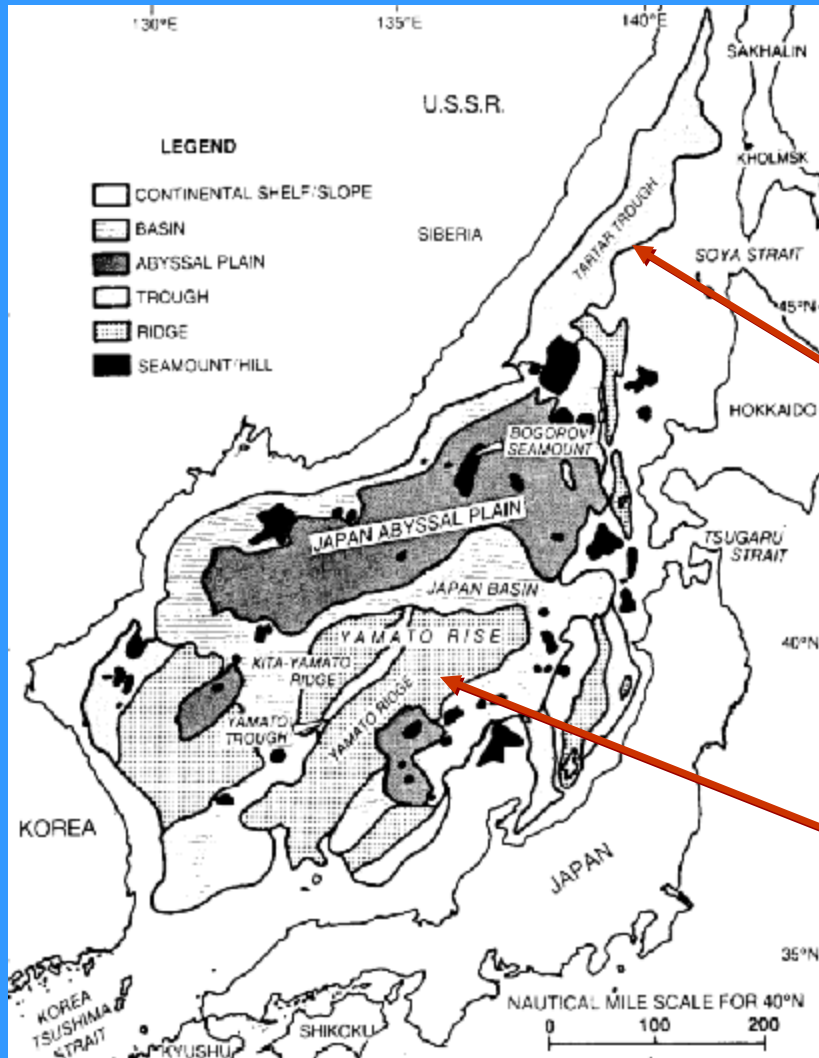 130°E 135°E 140°E
SAKHALIN
U.S.S.R.
LEGEND
KHOLMSK
CONTINENTAL SHELF/SLOPE
BASIN
SIBERIA
TARTAR TROUGH
SOYA STRAIT
ABYSSAL PLAIN
TROUGH
45°N
RIDGE
SEAMOUNT/HILL
HOKKAIDO
BOGOROV
SEAMOUNT
JAPAN ABYSSAL PLAIN
TSUGARU
STRAIT
JAPAN BASIN
YAMATO RISE
40°N
KITA-YAMATO
RIDGE
YAMATO
TROUGH
YAMATO RIDGE
KOREA
JAPAN
35°N
NAUTICAL MILE SCALE FOR 40°N
KOREA
TSUSHIMA
STRAIT
SHIKOKU
KYUSHU
0 100 200